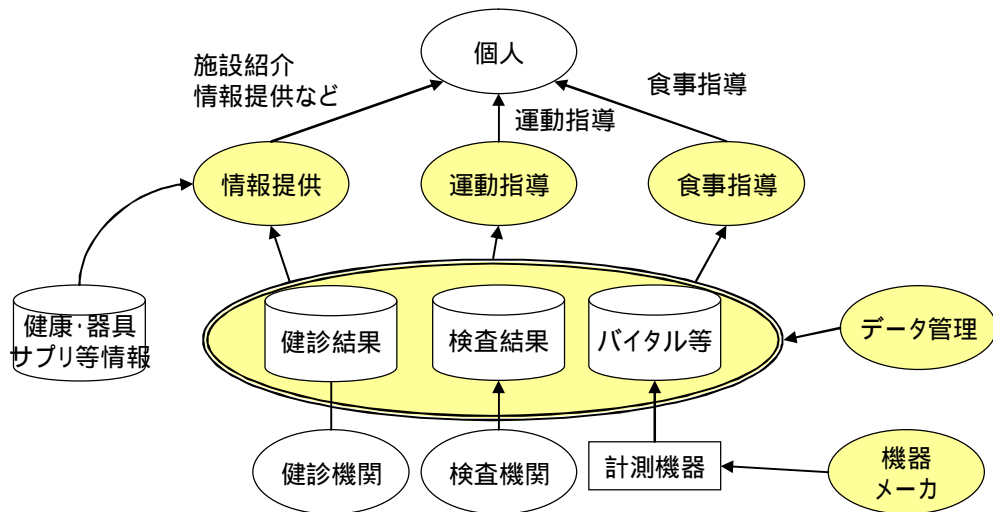 個人
施設紹介
情報提供など
運動指導
食事指導
情報提供
運動指導
食事指導
健康・器具
サプリ等情報
健診結果
検査結果
バイタル等
データ管理
健診機関
検査機関
計測機器
機器
メーカ